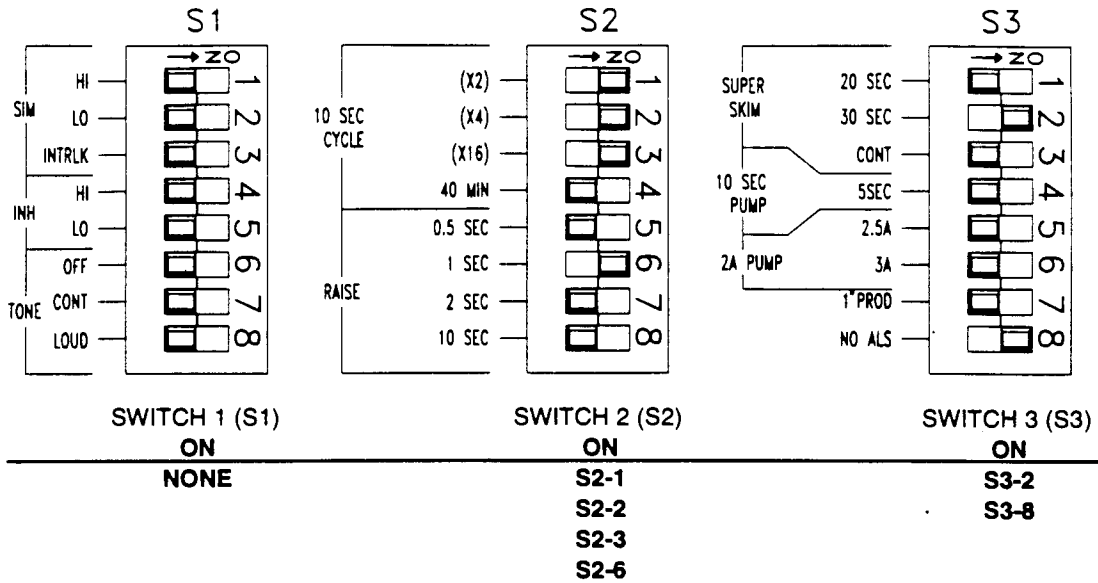 S1
ON
SIM
HI
LO
INTRLK
INH
HI
LO
TONE
OFF
CONT
LOUD
1
2
3
4
5
6
7
8
S2
ON
10 SEC
CYCLE
(X2)
(X4)
(X16)
40 MIN
RAISE
0.5 SEC
1 SEC
2 SEC
10 SEC
1
2
3
4
5
6
7
8
S3
ON
SUPER
SKIM
20 SEC
30 SEC
CONT
10 SEC
PUMP
5SEC
2.5A
2A PUMP
3A
1" PROD
NO ALS
1
2
3
4
5
6
7
8
SWITCH 1 (S1)
ON
NONE
SWITCH 2 (S2)
ON
S2-1
S2-2
S2-3
S2-6
SWITCH 3 (S3)
ON
S3-2
S3-8